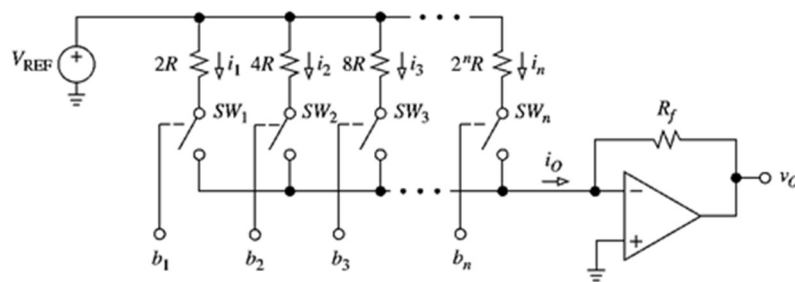 V_REF
+
2R i_1 4R i_2 8R i_3 2^nR i_n
SW_1 SW_2 SW_3 SW_n
R_f
i_O
−
+
v_O
b_1 b_2 b_3 b_n